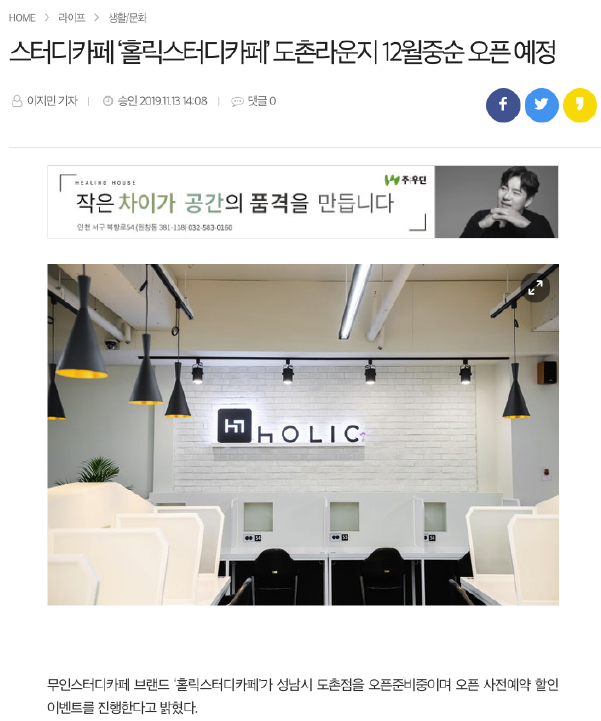 HOME > 라이프 > 생활/문화
스터디카페 '홀릭스터디카페' 도촌라운지 12월중순 오픈 예정
이지민 기자 | 승인 2019.11.13 14:08 | 댓글 0
HEALING HOUSE
주)우딘
작은 차이가 공간의 품격을 만듭니다
인천 서구 북항로54 (원창동 381-118) 032-583-0160
hOLIC
54
53
무인스터디카페 브랜드 '홀릭스터디카페'가 성남시 도촌점을 오픈준비중이며 오픈 사전예약 할인
이벤트를 진행한다고 밝혔다.